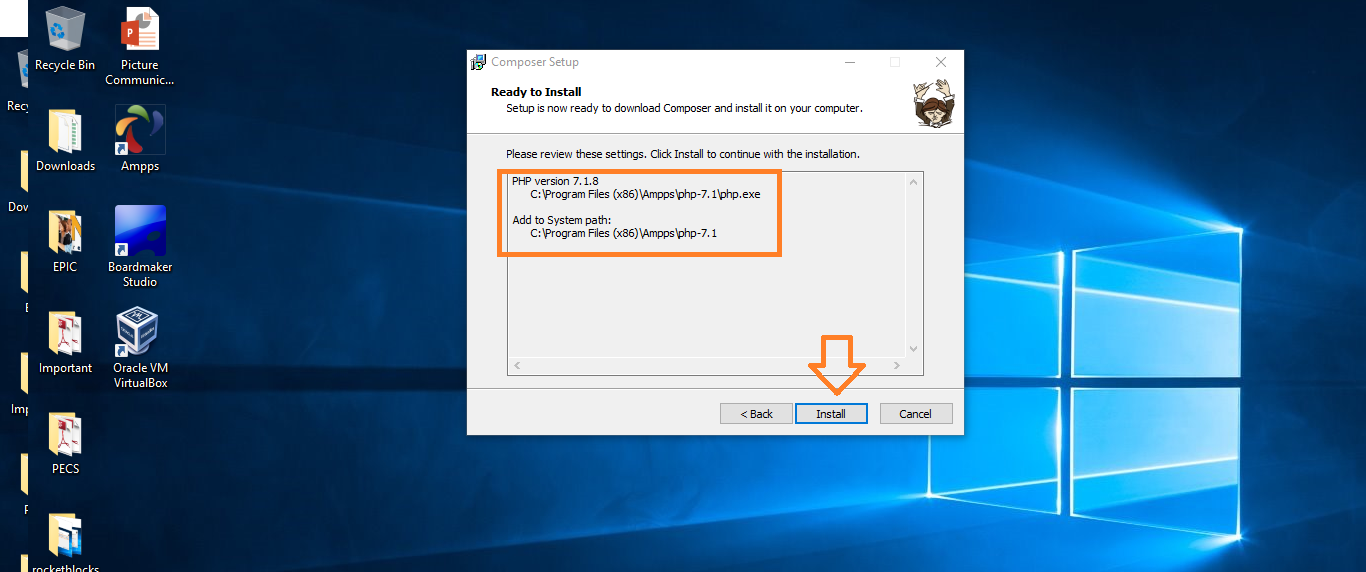 Recycle Bin
Picture
Communic...
Recy
Downloads
Ampps
Dow
EPIC
Boardmaker
Studio
Important
Oracle VM
VirtualBox
Imp
PECS
rocketblocks
Composer Setup
Ready to Install
Setup is now ready to download Composer and install it on your computer.
Please review these settings. Click Install to continue with the installation.
PHP version 7.1.8
C:\Program Files (x86)\Ampps\php-7.1\php.exe
Add to System path:
C:\Program Files (x86)\Ampps\php-7.1
< Back
Install
Cancel